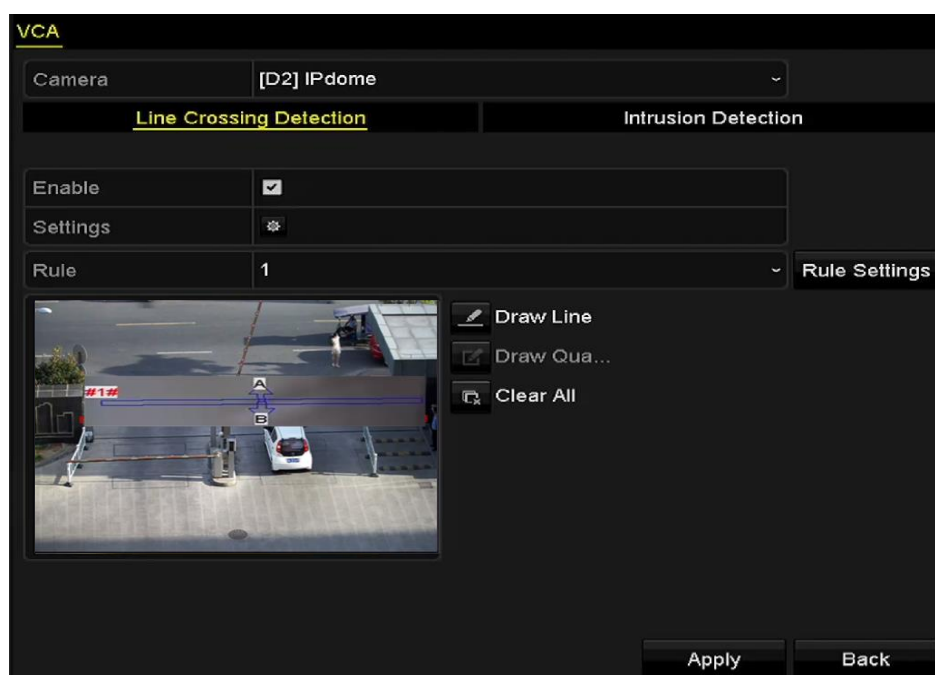 VCA
Camera [D2] IPdome
Line Crossing Detection Intrusion Detection
Enable
Settings
Rule 1 Rule Settings
Draw Line
Draw Qua...
Clear All
#1#
A
B
Apply Back